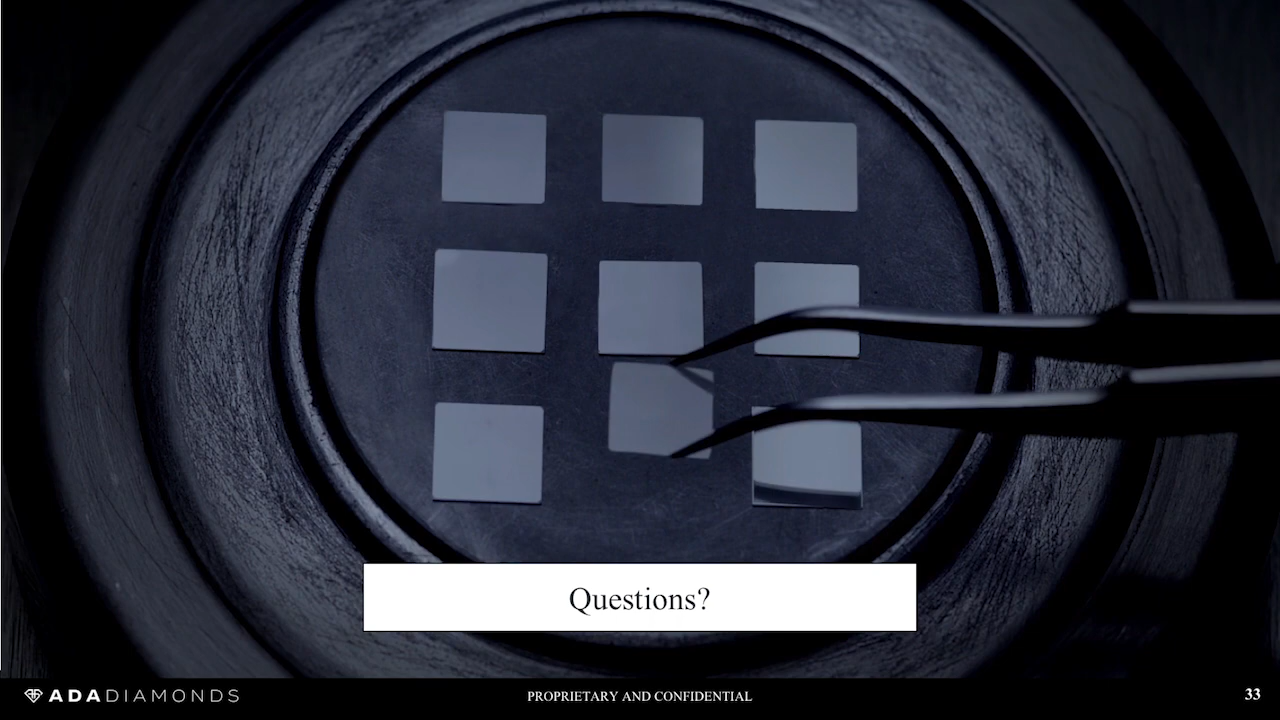 Questions?
ADADIAMONDS
PROPRIETARY AND CONFIDENTIAL
33